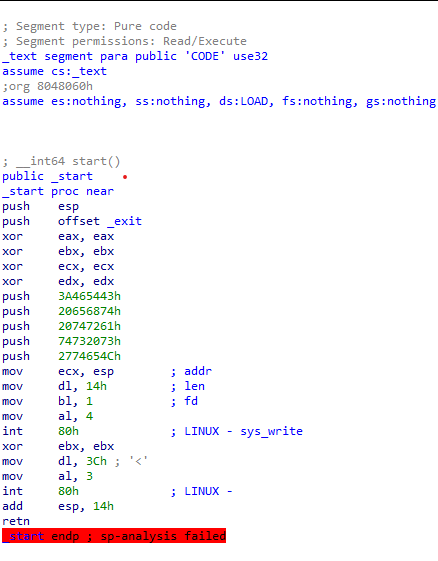 ; Segment type: Pure code
; Segment permissions: Read/Execute
_text segment para public 'CODE' use32
assume cs:_text
;org 8048060h
assume es:nothing, ss:nothing, ds:LOAD, fs:nothing, gs:nothing
; __int64 start()
public _start
_start proc near
push esp
push offset _exit
xor eax, eax
xor ebx, ebx
xor ecx, ecx
xor edx, edx
push 3A465443h
push 20656874h
push 20747261h
push 74732073h
push 2774654Ch
mov ecx, esp ; addr
mov dl, 14h ; len
mov bl, 1 ; fd
mov al, 4
int 80h ; LINUX - sys_write
xor ebx, ebx
mov dl, 3Ch ; '<'
mov al, 3
int 80h ; LINUX -
add esp, 14h
retn
_start endp ; sp-analysis failed